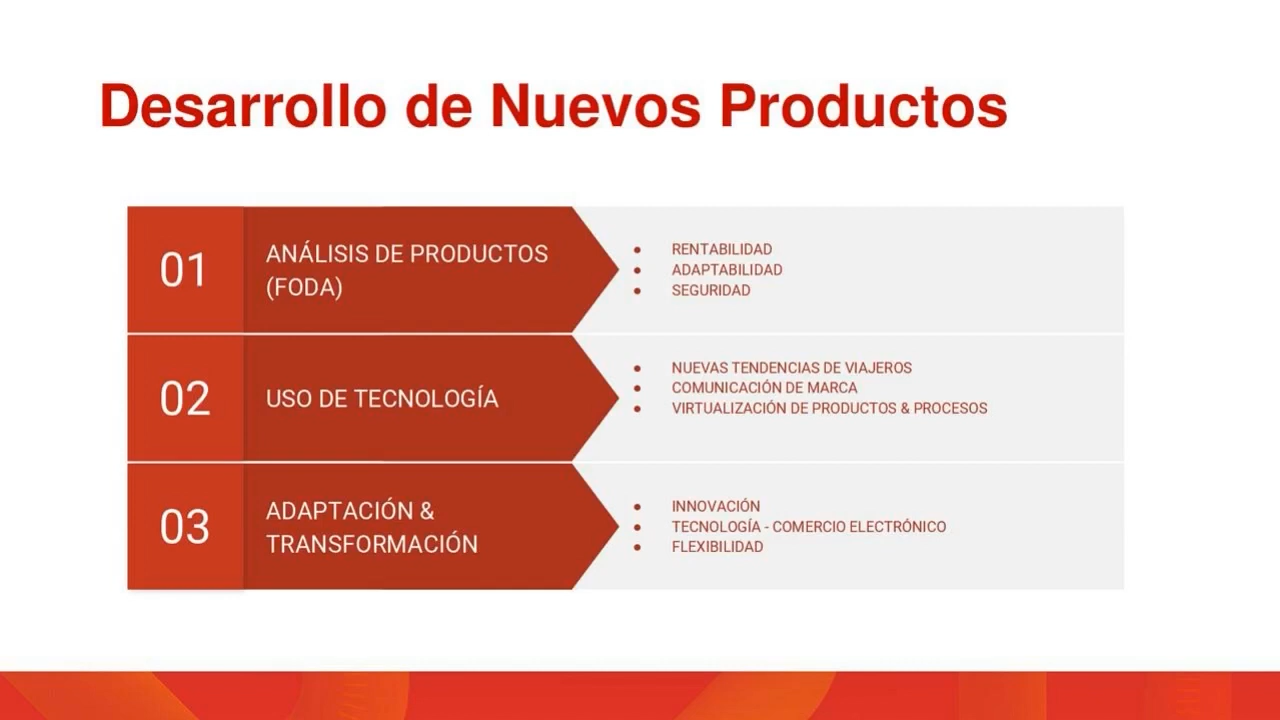 Desarrollo de Nuevos Productos
01
ANÁLISIS DE PRODUCTOS
(FODA)
• RENTABILIDAD
• ADAPTABILIDAD
• SEGURIDAD
02
USO DE TECNOLOGÍA
• NUEVAS TENDENCIAS DE VIAJEROS
• COMUNICACIÓN DE MARCA
• VIRTUALIZACIÓN DE PRODUCTOS & PROCESOS
03
ADAPTACIÓN &
TRANSFORMACIÓN
• INNOVACIÓN
• TECNOLOGÍA - COMERCIO ELECTRÓNICO
• FLEXIBILIDAD